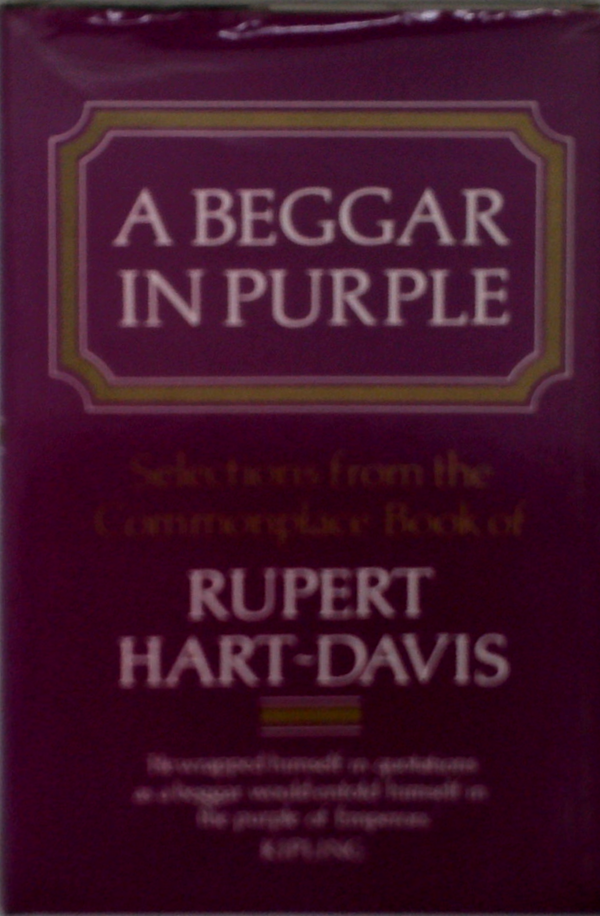 A BEGGAR
IN PURPLE
Selections from the
Commonplace Book of
RUPERT
HART-DAVIS
He wrapped himself in quotations
as a beggar would enfold himself in
the purple of Emperors.
KIPLING